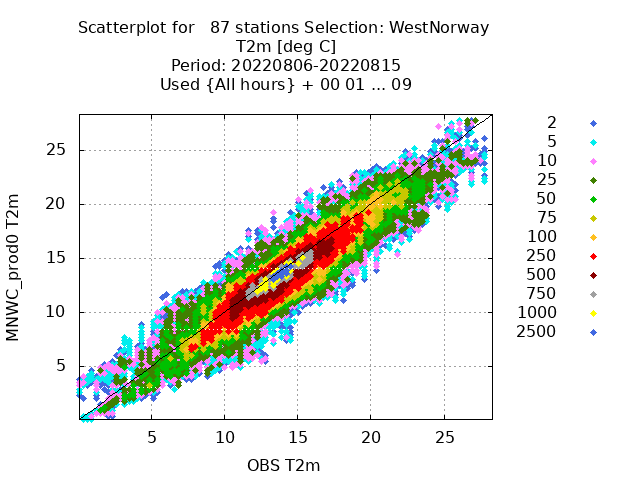 Scatterplot for   87 stations Selection: WestNorway
T2m [deg C]
Period: 20220806-20220815
Used {All hours} + 00 01 ... 09
MNWC_prod0 T2m
25
20
15
10
5
5 10 15 20 25
OBS T2m
2
5
10
25
50
75
100
250
500
750
1000
2500